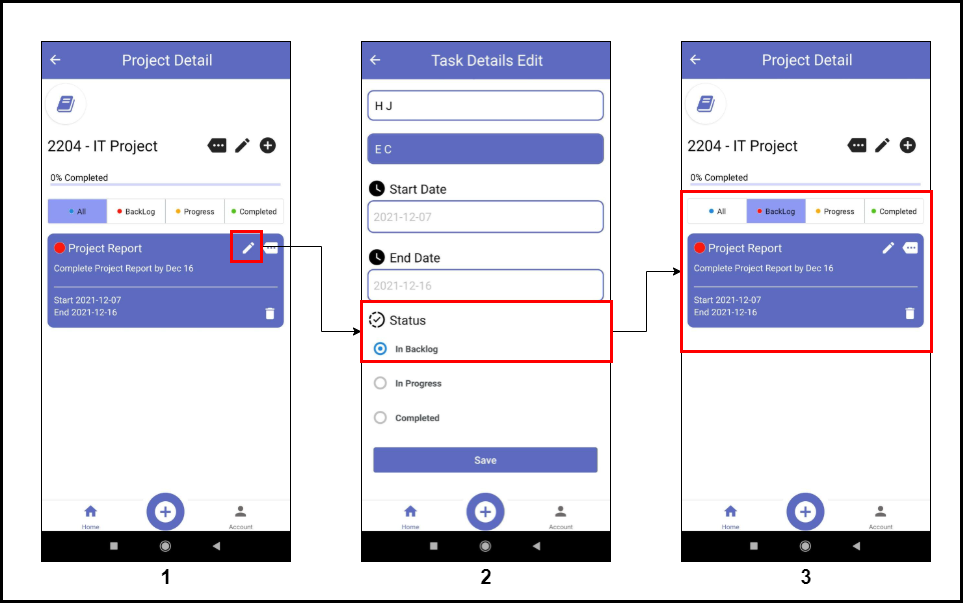 Project Detail
2204 - IT Project
0% Completed
All
BackLog
Progress
Completed
Project Report
Complete Project Report by Dec 16
Start 2021-12-07
End 2021-12-16
Home
Account
1
Task Details Edit
H J
E C
Start Date
2021-12-07
End Date
2021-12-16
Status
In Backlog
In Progress
Completed
Save
Home
Account
2
Project Detail
2204 - IT Project
0% Completed
All
BackLog
Progress
Completed
Project Report
Complete Project Report by Dec 16
Start 2021-12-07
End 2021-12-16
Home
Account
3